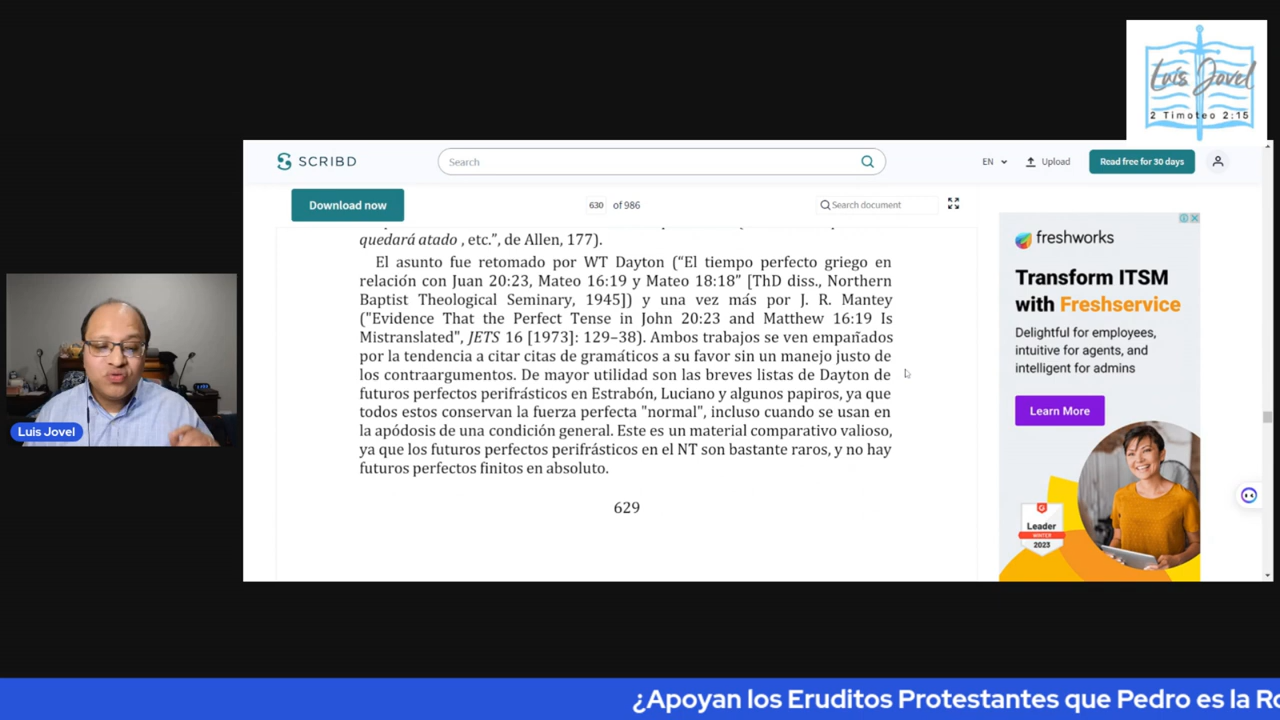 Luis Jovel
2 Timoteo 2:15
SCRIBD
Search
EN
Upload
Read free for 30 days
Download now
630 of 986
Search document
quedará atado , etc.”, de Allen, 177).
El asunto fue retomado por WT Dayton (“El tiempo perfecto griego en
relación con Juan 20:23, Mateo 16:19 y Mateo 18:18” [ThD diss., Northern
Baptist Theological Seminary, 1945]) y una vez más por J. R. Mantey
("Evidence That the Perfect Tense in John 20:23 and Matthew 16:19 Is
Mistranslated", JETS 16 [1973]: 129–38). Ambos trabajos se ven empañados
por la tendencia a citar citas de gramáticos a su favor sin un manejo justo de
los contraargumentos. De mayor utilidad son las breves listas de Dayton de
futuros perfectos perifrásticos en Estrabón, Luciano y algunos papiros, ya que
todos estos conservan la fuerza perfecta "normal", incluso cuando se usan en
la apódosis de una condición general. Este es un material comparativo valioso,
ya que los futuros perfectos perifrásticos en el NT son bastante raros, y no hay
futuros perfectos finitos en absoluto.
629
freshworks
Transform ITSM
with Freshservice
Delightful for employees,
intuitive for agents, and
intelligent for admins
Learn More
Leader
WINTER
2023
Luis Jovel
¿Apoyan los Eruditos Protestantes que Pedro es la Ro